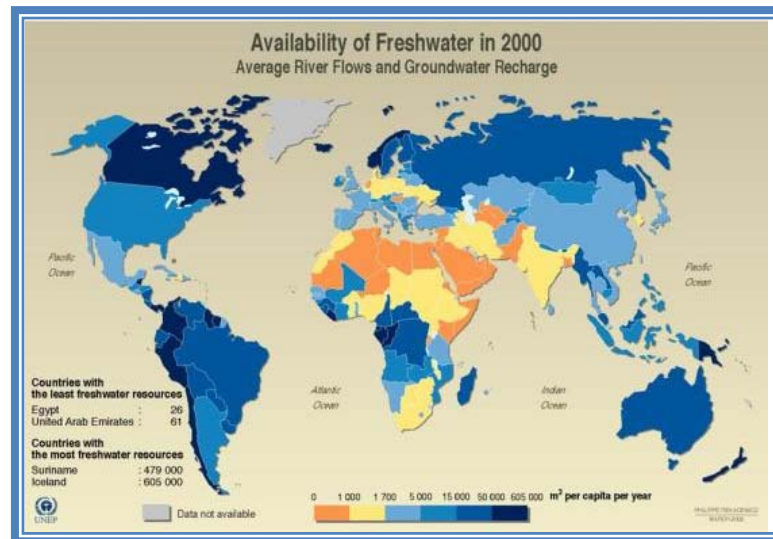 Availability of Freshwater in 2000
Average River Flows and Groundwater Recharge
Pacific
Ocean
Pacific
Ocean
Atlantic
Ocean
Indian
Ocean
Countries with
the least freshwater resources
Egypt : 26
United Arab Emirates : 61
Countries with
the most freshwater resources
Suriname : 479 000
Iceland : 605 000
0 1 000 1 700 5 000 15 000 50 000 605 000 m³ per capita per year
UNEP
Data not available